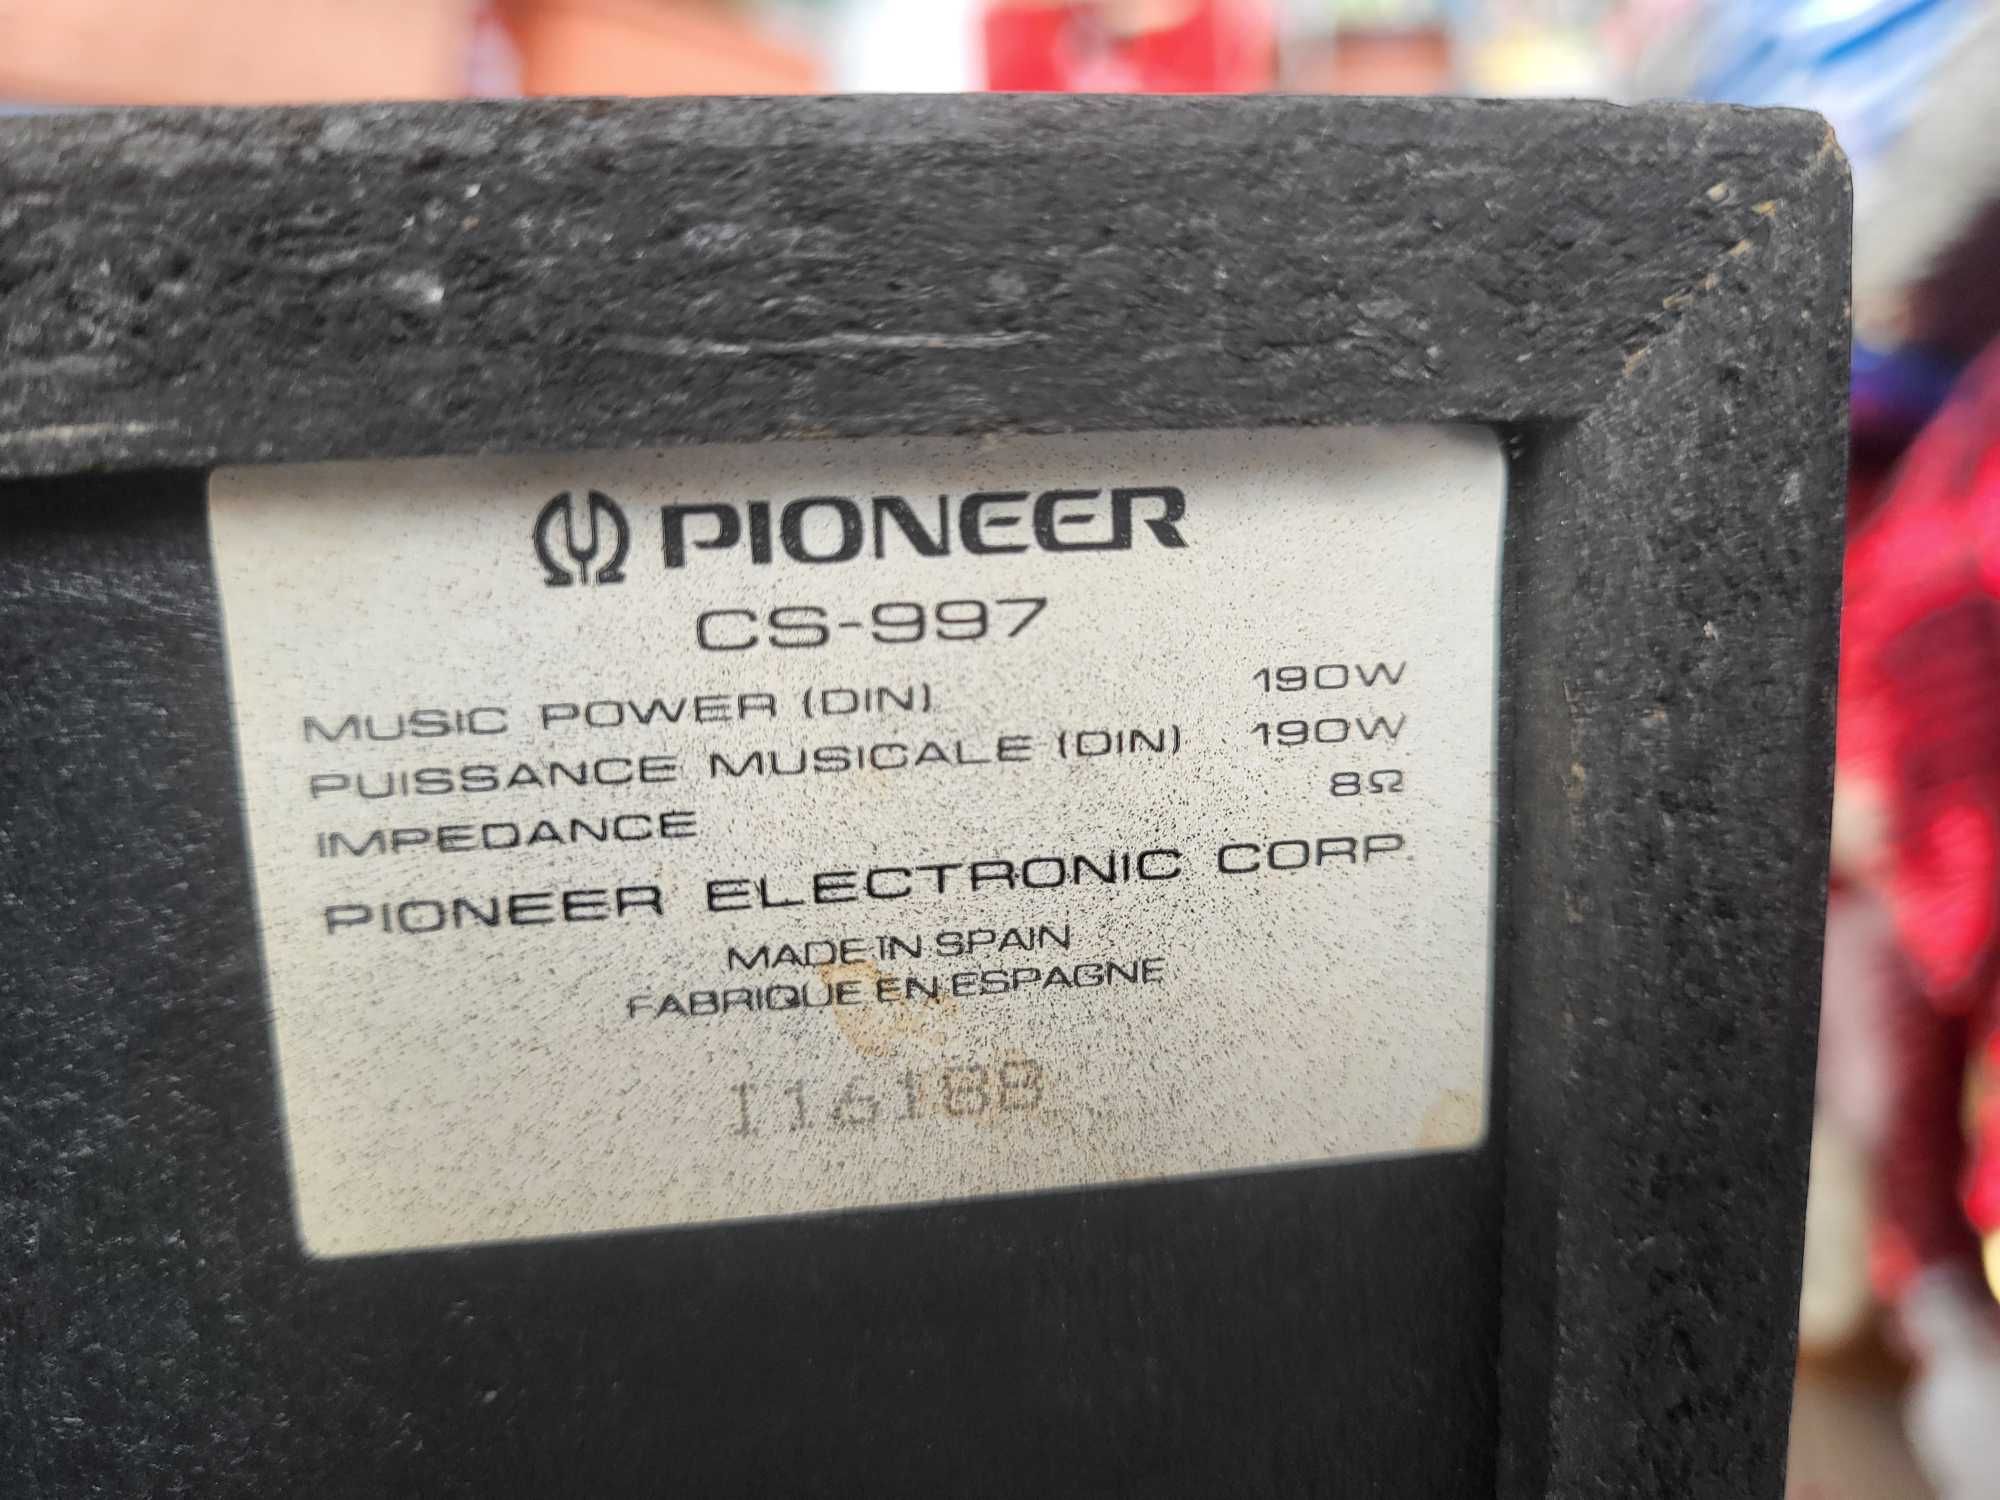 PIONEER
CS-997
MUSIC POWER (DIN) 190W
PUISSANCE MUSICALE (DIN) 190W
IMPEDANCE 8Ω
PIONEER ELECTRONIC CORP
MADE IN SPAIN
FABRIQUE EN ESPAGNE